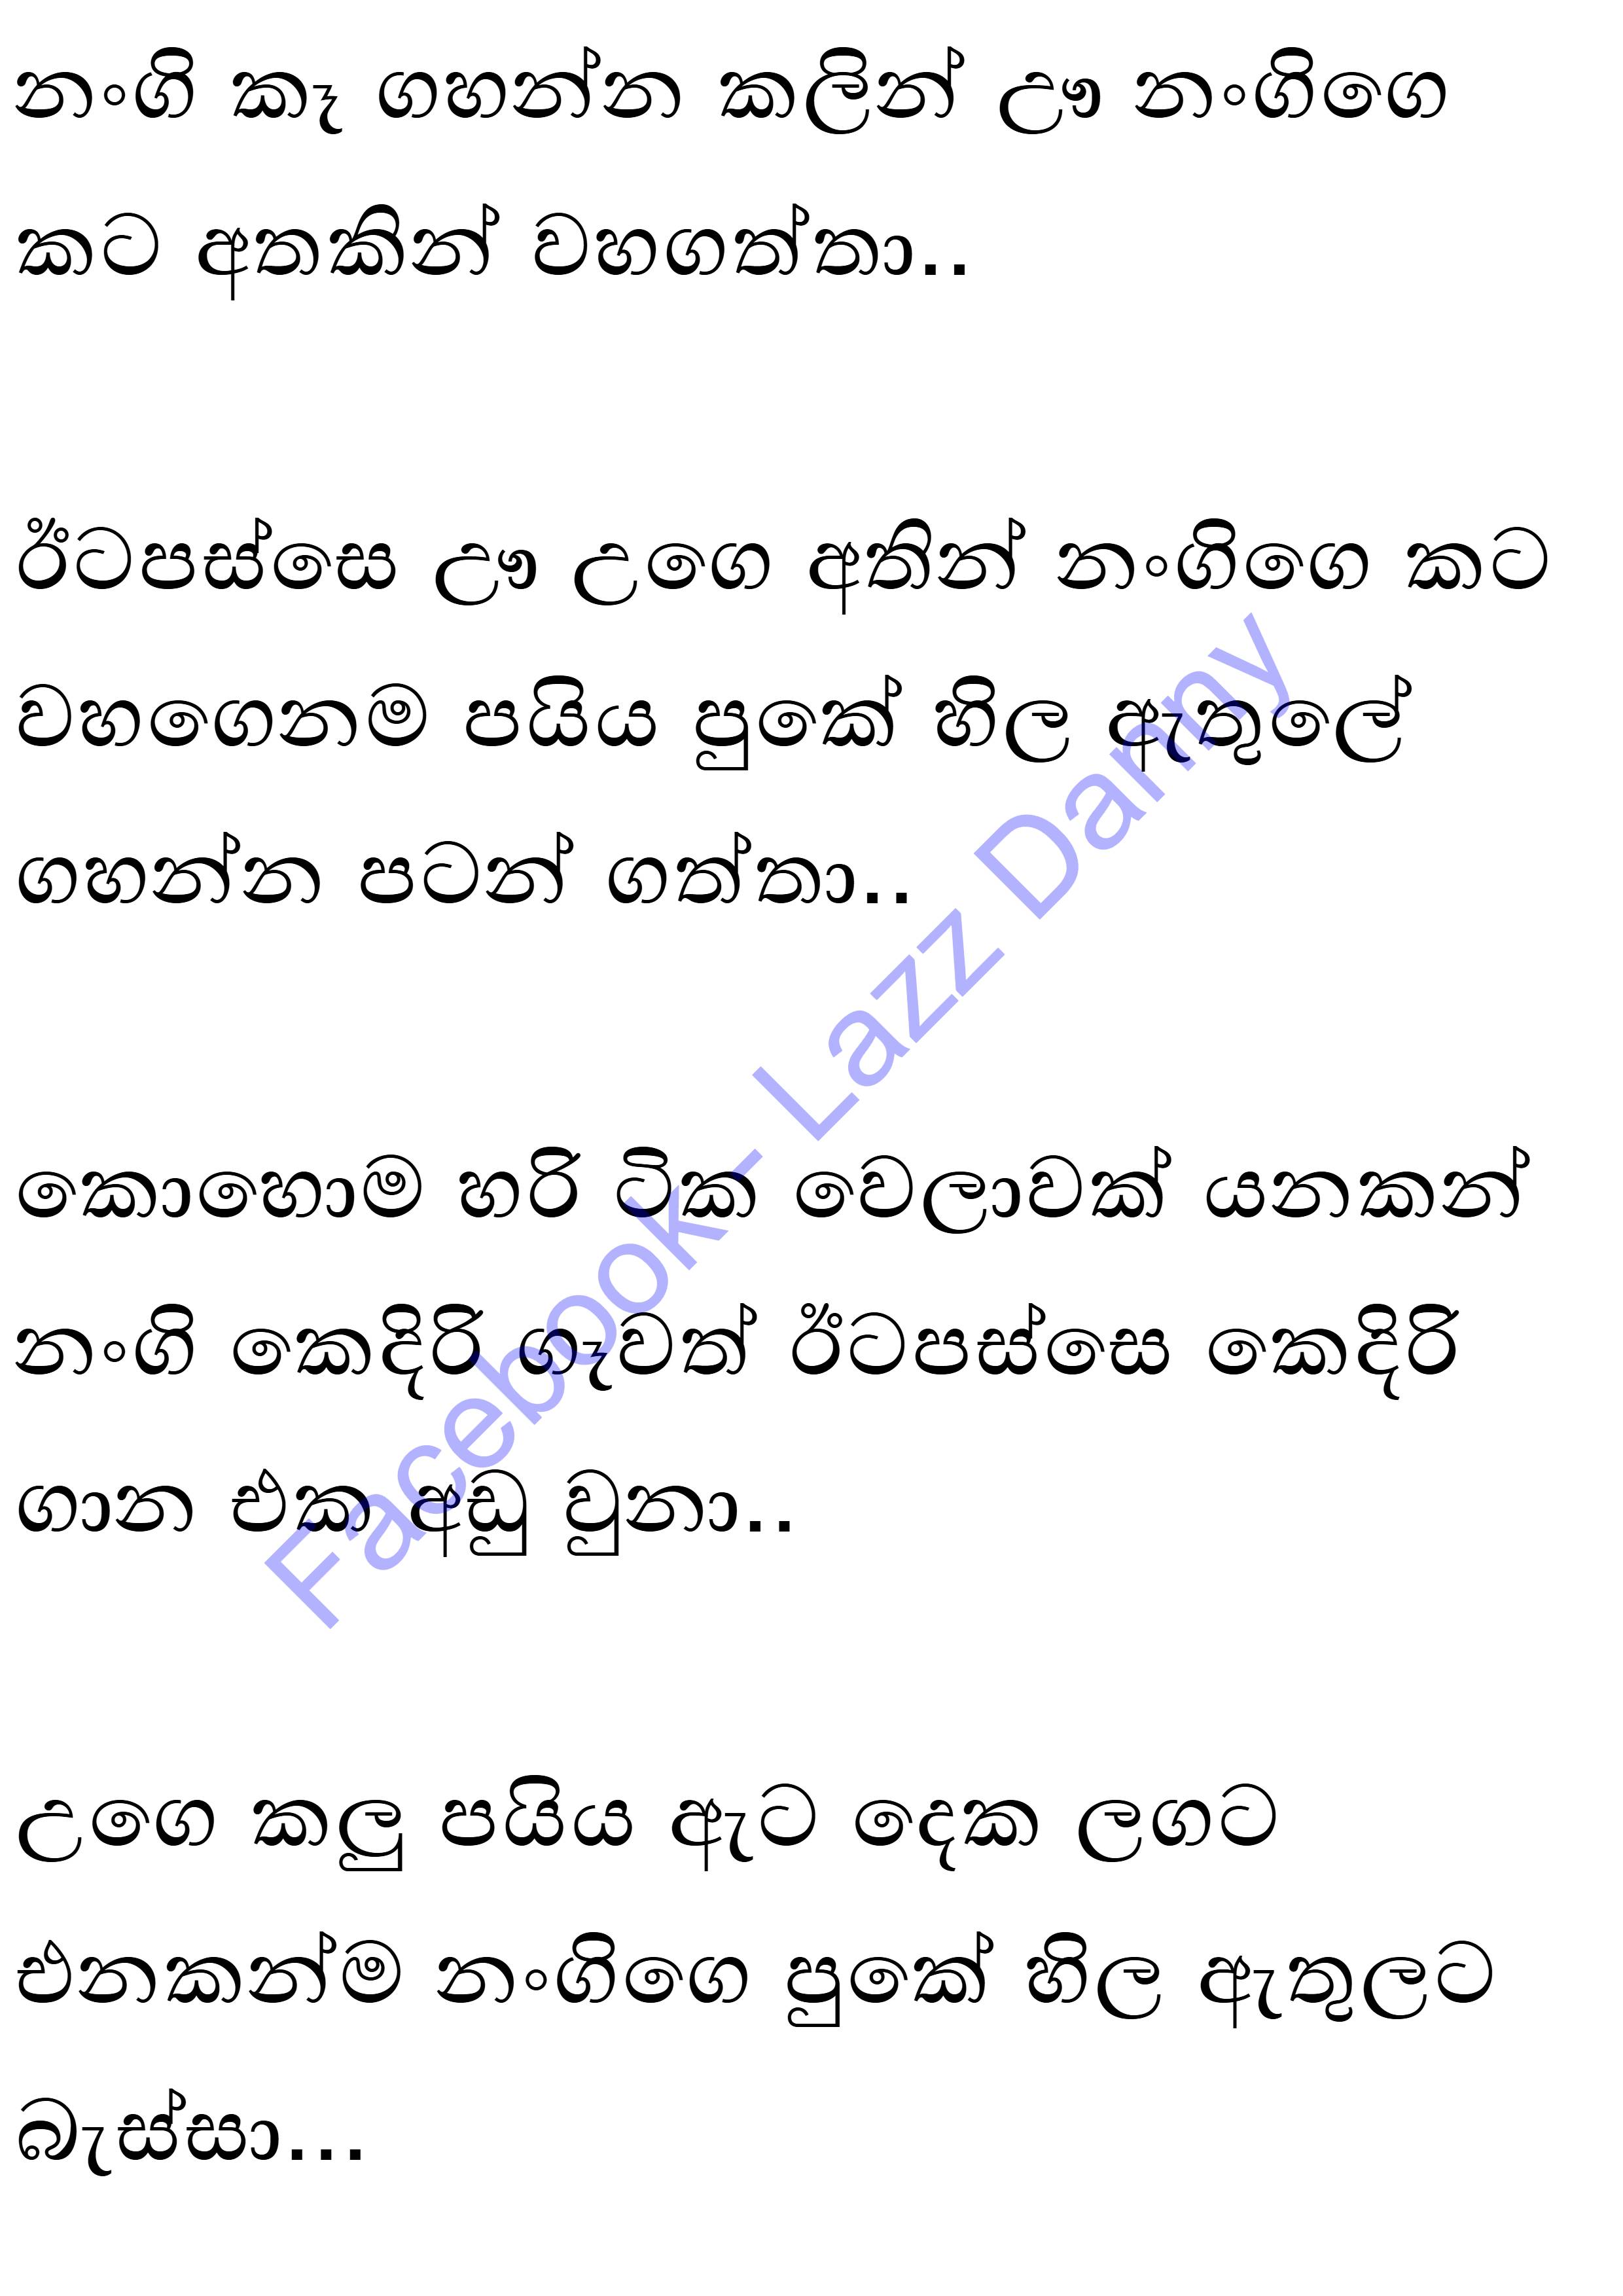 නංගි කෑ ගහන්න කලින් ඌ නංගිගෙ
කට අතකින් වහගත්තා..
ඊටපස්සෙ ඌ උගෙ අතින් නංගිගෙ කට
වහගෙනම පයිය පුකේ හිල ඇතුලේ
ගහන්න පටන් ගත්තා..
කොහොම හරි ටික වෙලාවක් යනකන්
නංගි කෙදිරි ගෑවත් ඊටපස්සෙ කෙදිරි
ගාන එක අඩු වුනා..
උගෙ කලු පයිය ඇට දෙක ලගට
එනකන්ම නංගිගෙ පුකේ හිල ඇතුලට
බැස්සා...
Facebook- Lazz Danny